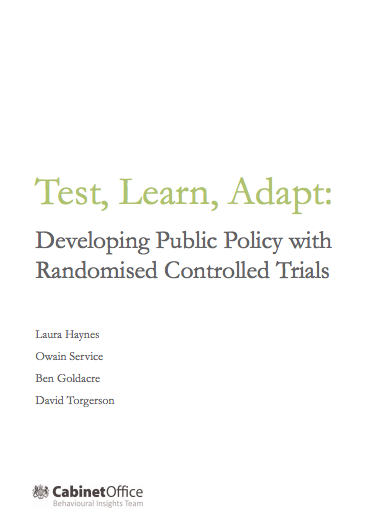 Test, Learn, Adapt:
Developing Public Policy with
Randomised Controlled Trials
Laura Haynes
Owain Service
Ben Goldacre
David Torgerson
CabinetOffice
Behavioural Insights Team